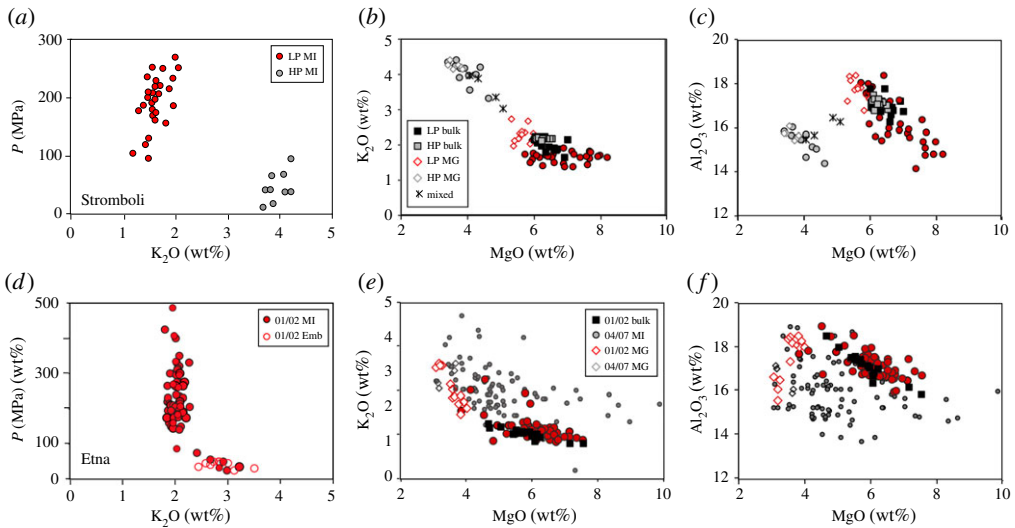 (a)
300
200
100
0
P (MPa)
LP MI
HP MI
Stromboli
0 1 2 3 4 5
K₂O (wt%)
(b)
5
4
3
2
1
0
K₂O (wt%)
LP bulk
HP bulk
LP MG
HP MG
mixed
2 4 6 8 10
MgO (wt%)
(c)
20
18
16
14
12
Al₂O₃ (wt%)
2 4 6 8 10
MgO (wt%)
(d)
500
400
300
200
100
0
P (MPa) (wt%)
01/02 MI
01/02 Emb
Etna
0 1 2 3 4
K₂O (wt%)
(e)
5
4
3
2
1
0
K₂O (wt%)
01/02 bulk
04/07 MI
01/02 MG
04/07 MG
2 4 6 8 10
MgO (wt%)
(f)
20
18
16
14
12
Al₂O₃ (wt%)
2 4 6 8 10
MgO (wt%)